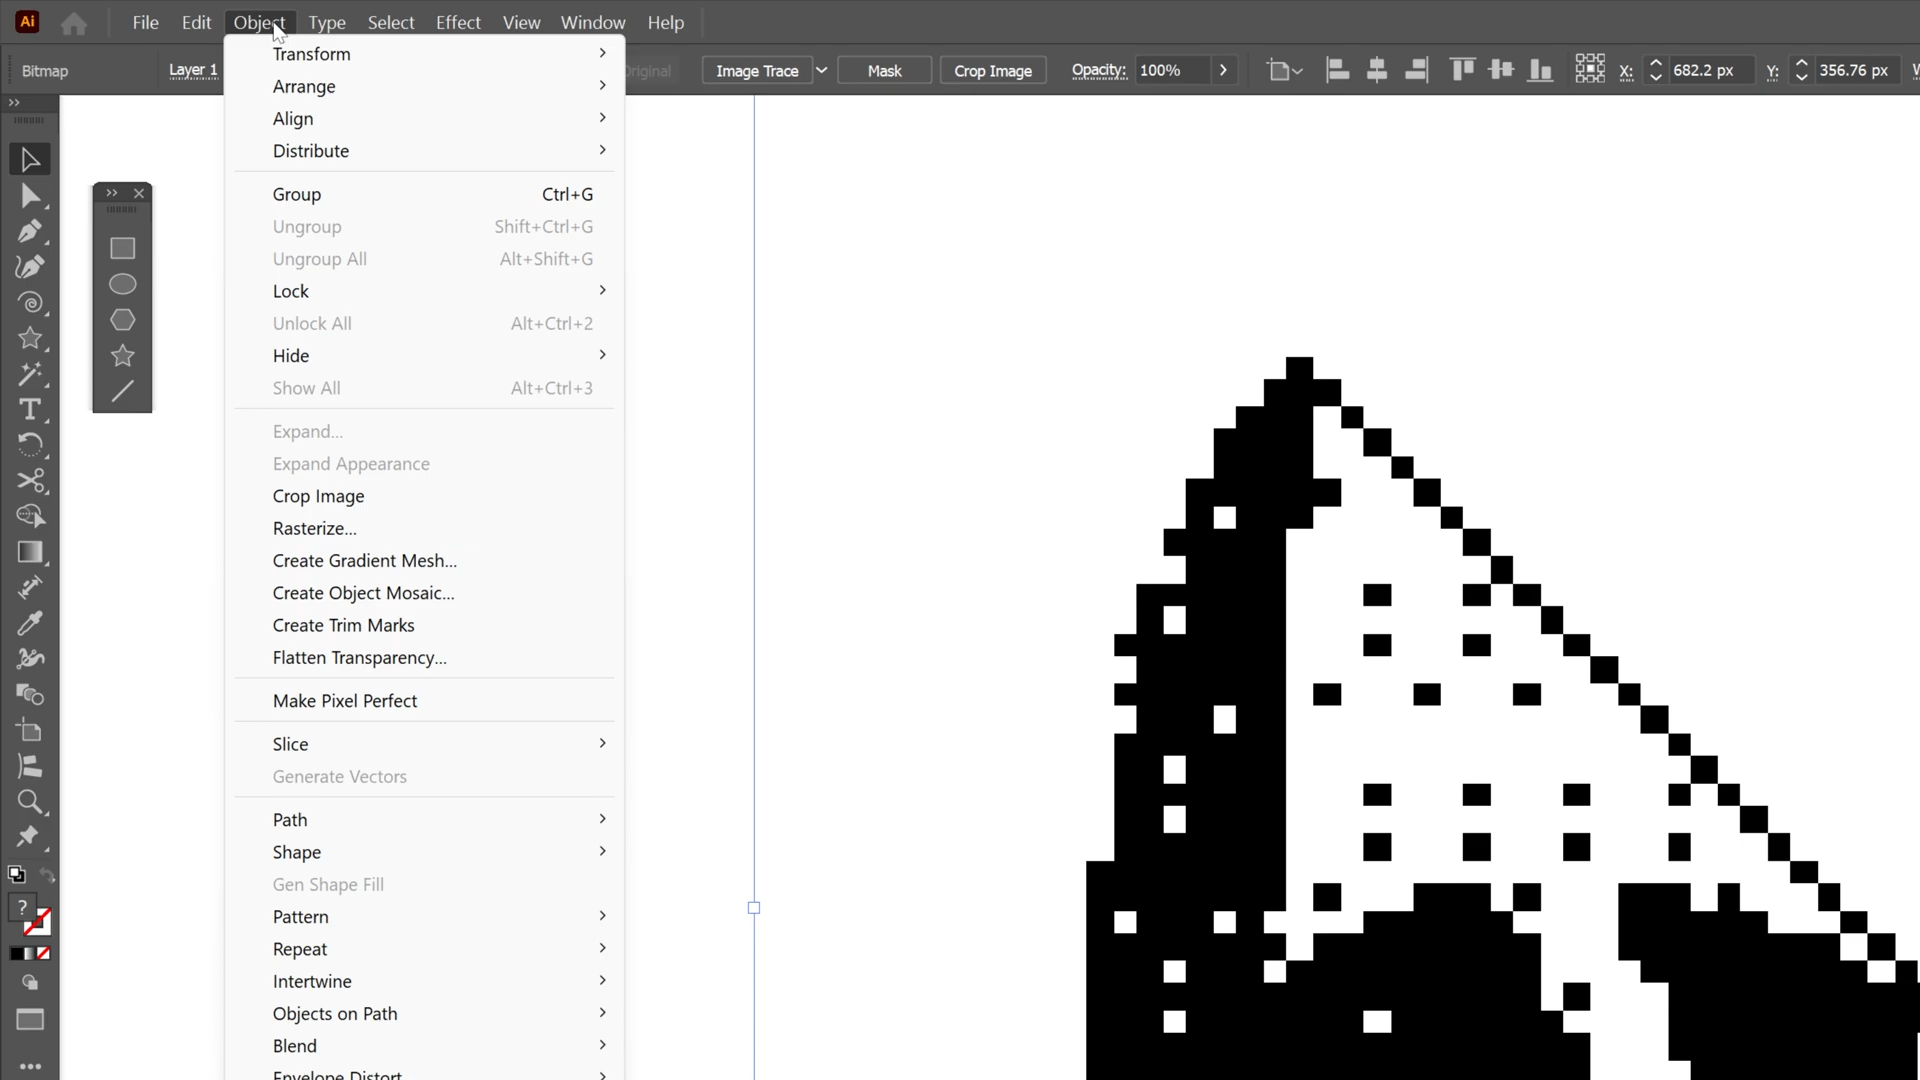 Ai File Edit Object Type Select Effect View Window Help
Bitmap Layer 1 Image Trace Mask Crop Image Opacity: 100% X: 682.2 px Y: 356.76 px
Transform
Arrange
Align
Distribute
Group Ctrl+G
Ungroup Shift+Ctrl+G
Ungroup All Alt+Shift+G
Lock
Unlock All Alt+Ctrl+2
Hide
Show All Alt+Ctrl+3
Expand...
Expand Appearance
Crop Image
Rasterize...
Create Gradient Mesh...
Create Object Mosaic...
Create Trim Marks
Flatten Transparency...
Make Pixel Perfect
Slice
Generate Vectors
Path
Shape
Gen Shape Fill
Pattern
Repeat
Intertwine
Objects on Path
Blend
Envelope Distort
?